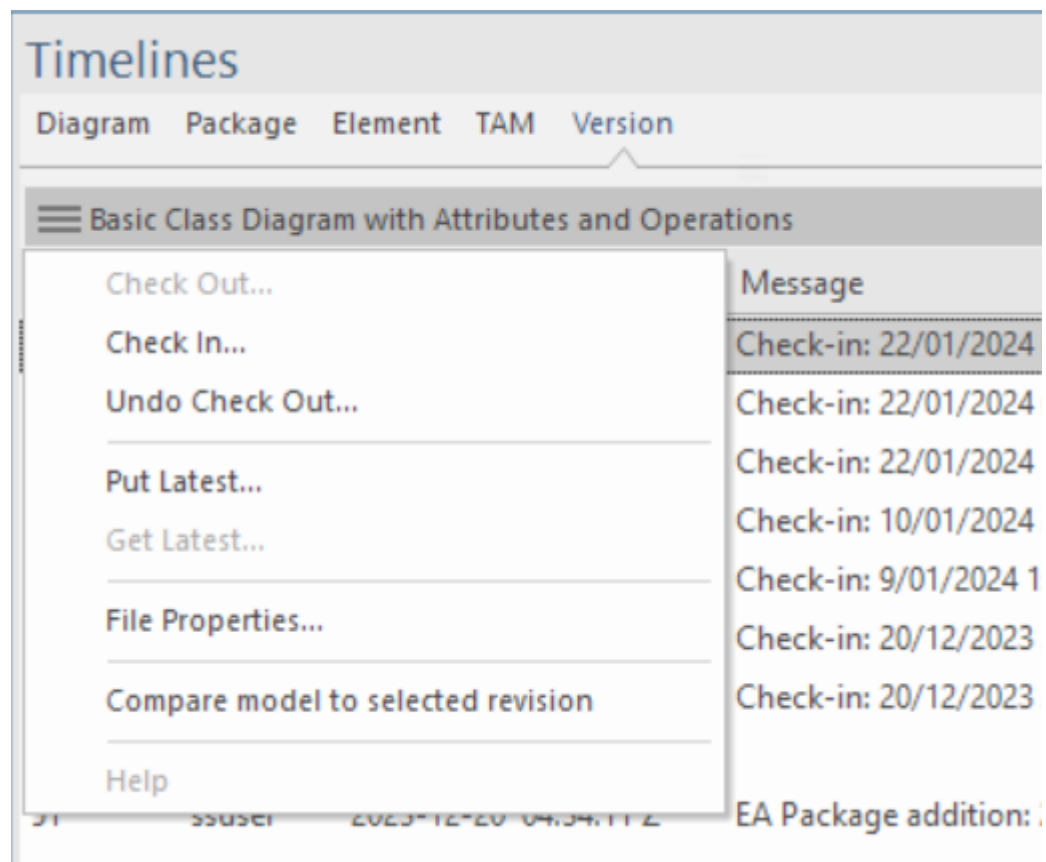 Timelines
Diagram Package Element TAM Version
Basic Class Diagram with Attributes and Operations
Check Out...
Message
Check In...
Check-in: 22/01/2024
Undo Check Out...
Check-in: 22/01/2024
Check-in: 22/01/2024
Put Latest...
Check-in: 10/01/2024
Get Latest...
Check-in: 9/01/2024 1
File Properties...
Check-in: 20/12/2023
Compare model to selected revision
Check-in: 20/12/2023
Help
EA Package addition: